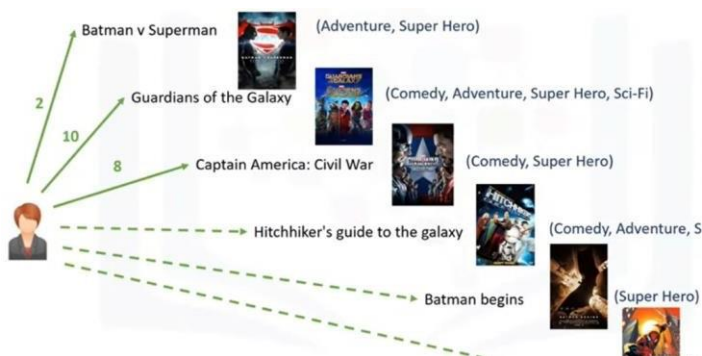 Batman v Superman (Adventure, Super Hero)
2
Guardians of the Galaxy (Comedy, Adventure, Super Hero, Sci-Fi)
10
8
Captain America: Civil War (Comedy, Super Hero)
Hitchhiker's guide to the galaxy (Comedy, Adventure, S
Batman begins (Super Hero)